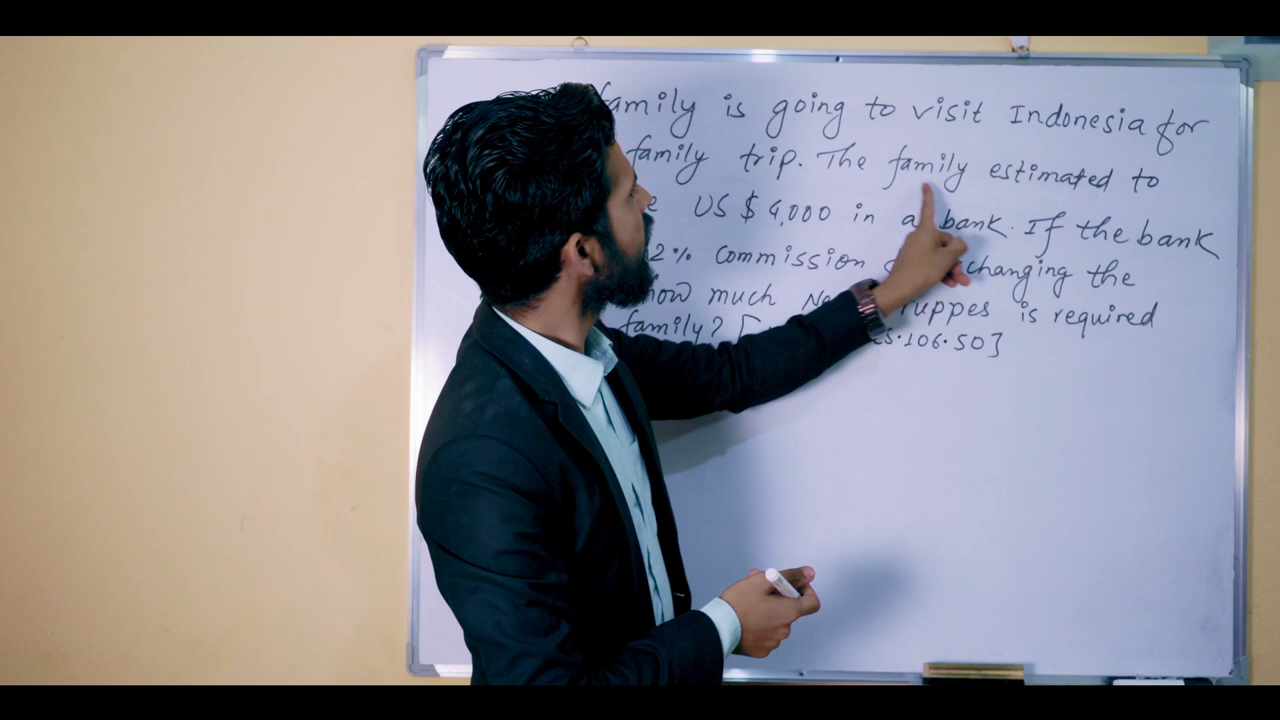 family is going to visit Indonesia for
family trip. The family estimated to
US $ 4,000 in a bank. If the bank
2% Commission changing the
how much ruppes is required
family? [ 106.50]